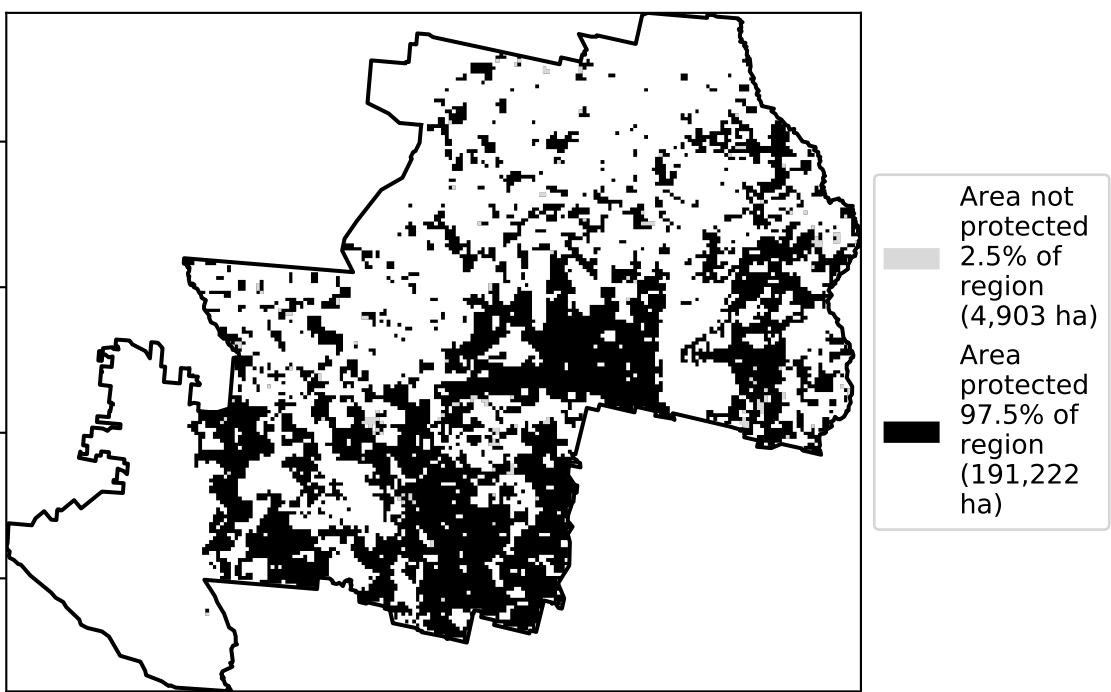 Area not
protected
2.5% of
region
(4,903 ha)
Area
protected
97.5% of
region
(191,222
ha)